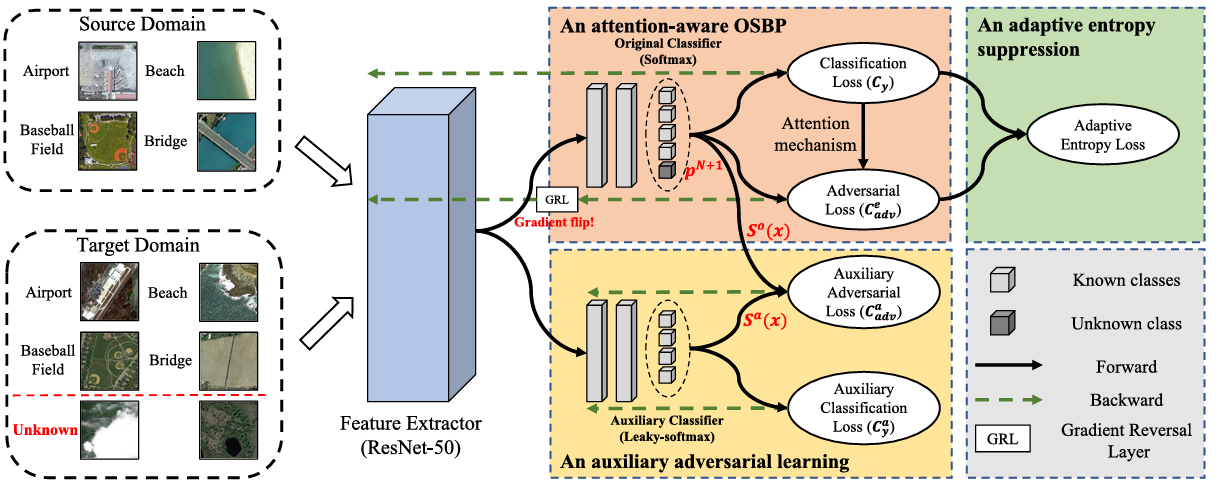 Source Domain
Airport
Beach
Baseball
Field
Bridge
Target Domain
Airport
Beach
Baseball
Field
Bridge
Unknown
Feature Extractor
(ResNet-50)
An attention-aware OSBP
Original Classifier
(Softmax)
Classification
Loss (C_y)
Attention
mechanism
p^{N+1}
Adversarial
Loss (C^e_{adv})
GRL
Gradient flip!
S^o(x)
An adaptive entropy
suppression
Adaptive
Entropy Loss
Auxiliary
Adversarial
Loss (C^a_{adv})
S^a(x)
Auxiliary Classifier
(Leaky-softmax)
Auxiliary
Classification
Loss (C^a_y)
An auxiliary adversarial learning
Known classes
Unknown class
Forward
Backward
GRL
Gradient Reversal
Layer